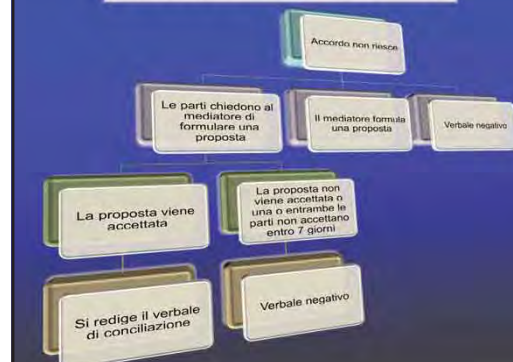 Accordo non riesce
Le parti chiedono al
mediatore di
formulare una
proposta
Il mediatore formula
una proposta
Verbale negativo
La proposta viene
accettata
La proposta non
viene accettata o
una o entrambe le
parti non accettano
entro 7 giorni
Si redige il verbale
di conciliazione
Verbale negativo